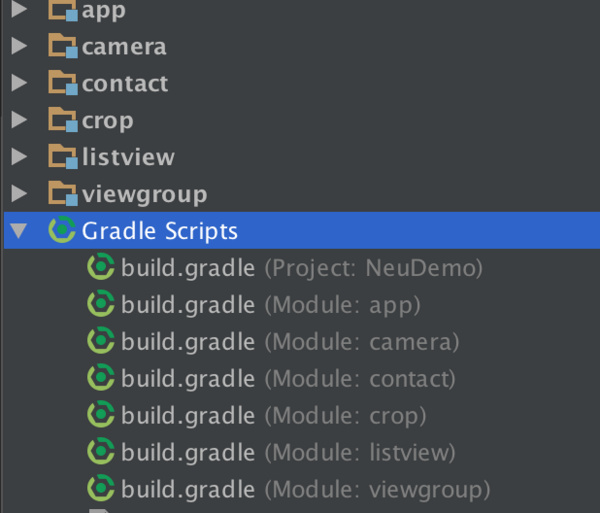 app
camera
contact
crop
listview
viewgroup
Gradle Scripts
build.gradle (Project: NeuDemo)
build.gradle (Module: app)
build.gradle (Module: camera)
build.gradle (Module: contact)
build.gradle (Module: crop)
build.gradle (Module: listview)
build.gradle (Module: viewgroup)